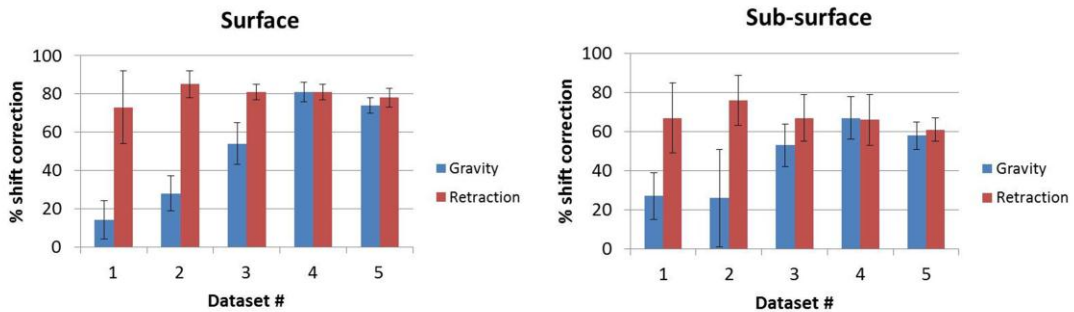 Surface
% shift correction
100
80
60
40
20
0
1 2 3 4 5
Dataset #
Gravity
Retraction
Sub-surface
% shift correction
100
80
60
40
20
0
1 2 3 4 5
Dataset #
Gravity
Retraction